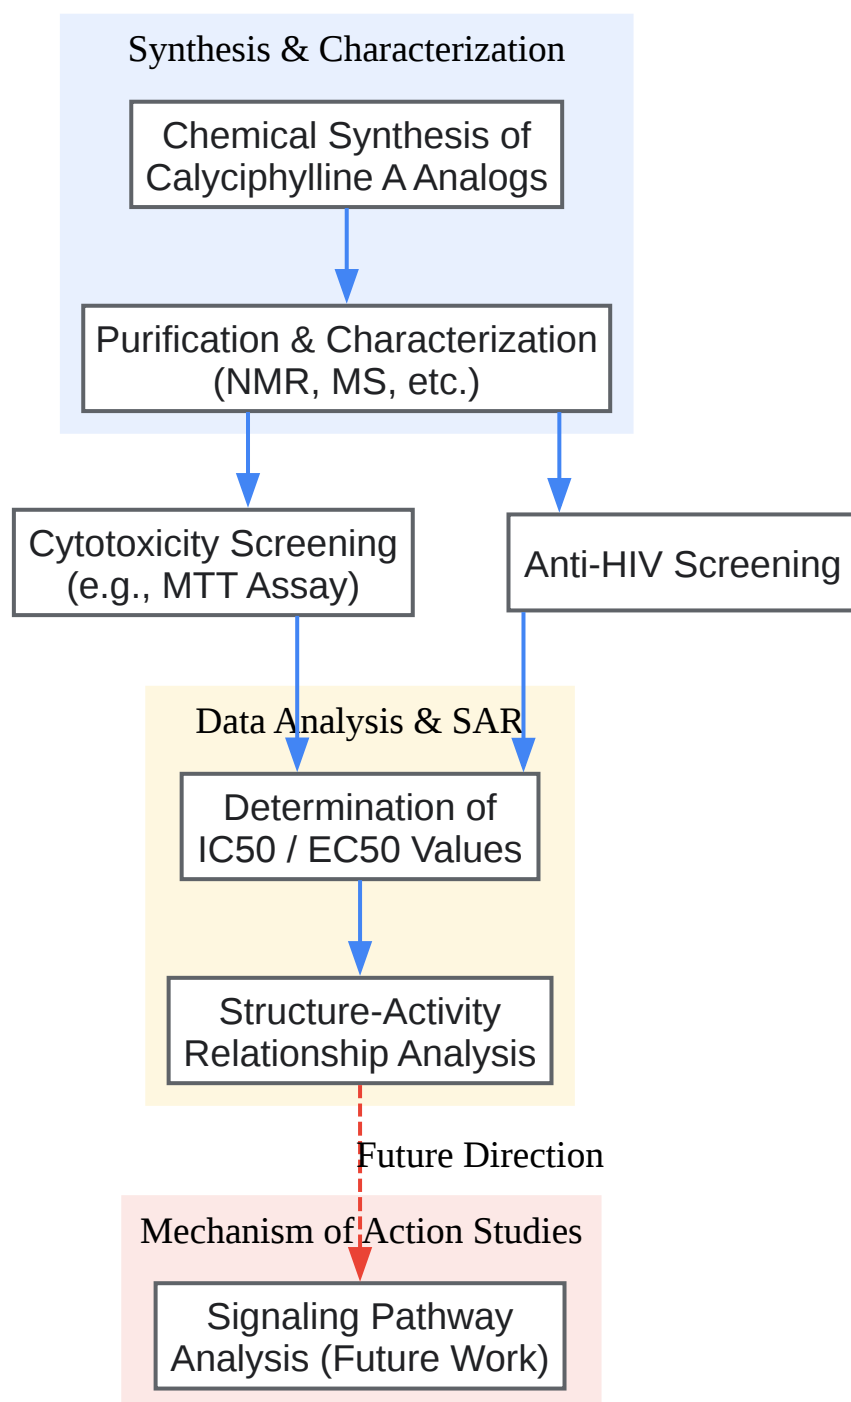 Synthesis & Characterization
Chemical Synthesis of
Calyciphylline A Analogs
Purification & Characterization
(NMR, MS, etc.)
Cytotoxicity Screening
(e.g., MTT Assay)
Anti-HIV Screening
Data Analysis & SAR
Determination of
IC50 / EC50 Values
Structure-Activity
Relationship Analysis
Future Direction
Mechanism of Action Studies
Signaling Pathway
Analysis (Future Work)